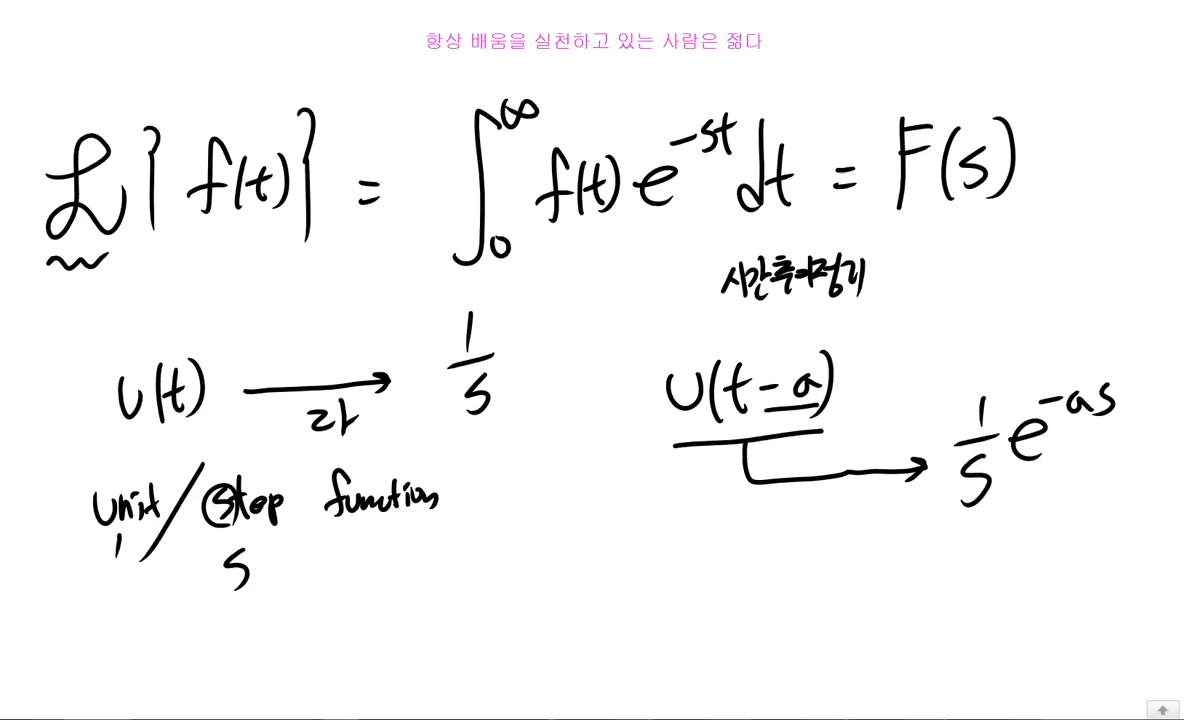 항상 배움을 실천하고 있는 사람은 젊다
ℒ{f(t)} = ∫₀^∞ f(t) e^{-st} dt = F(s)
시간추이정리
u(t) → 1/s
라
U(t-a) → 1/s e^{-as}
unit / step function
1 s